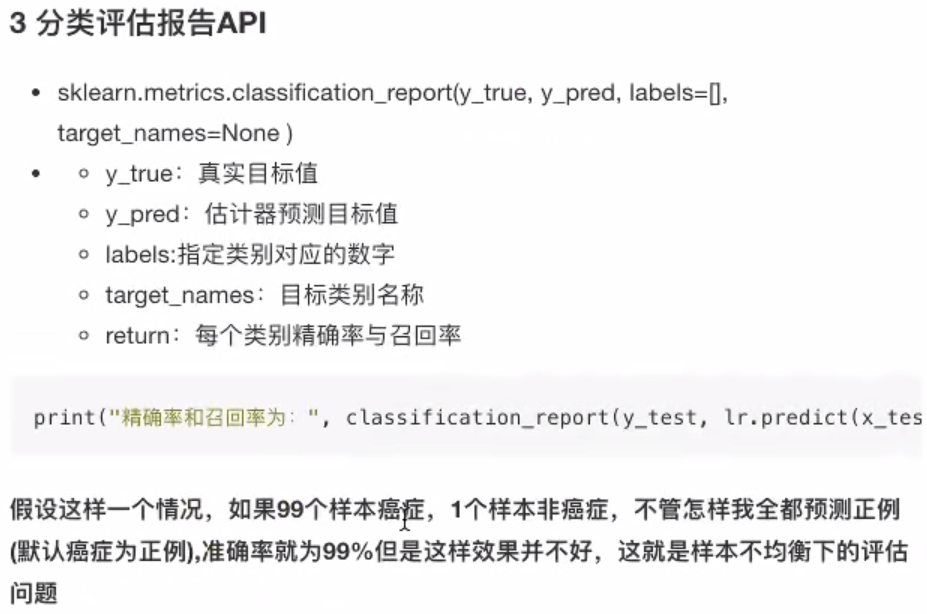 3 分类评估报告API
sklearn.metrics.classification_report(y_true, y_pred, labels=[],
target_names=None )
y_true：真实目标值
y_pred：估计器预测目标值
labels:指定类别对应的数字
target_names：目标类别名称
return：每个类别精确率与召回率
print("精确率和召回率为：", classification_report(y_test, lr.predict(x_tes
假设这样一个情况，如果99个样本癌症，1个样本非癌症，不管怎样我全都预测正例
(默认癌症为正例),准确率就为99%但是这样效果并不好，这就是样本不均衡下的评估
问题